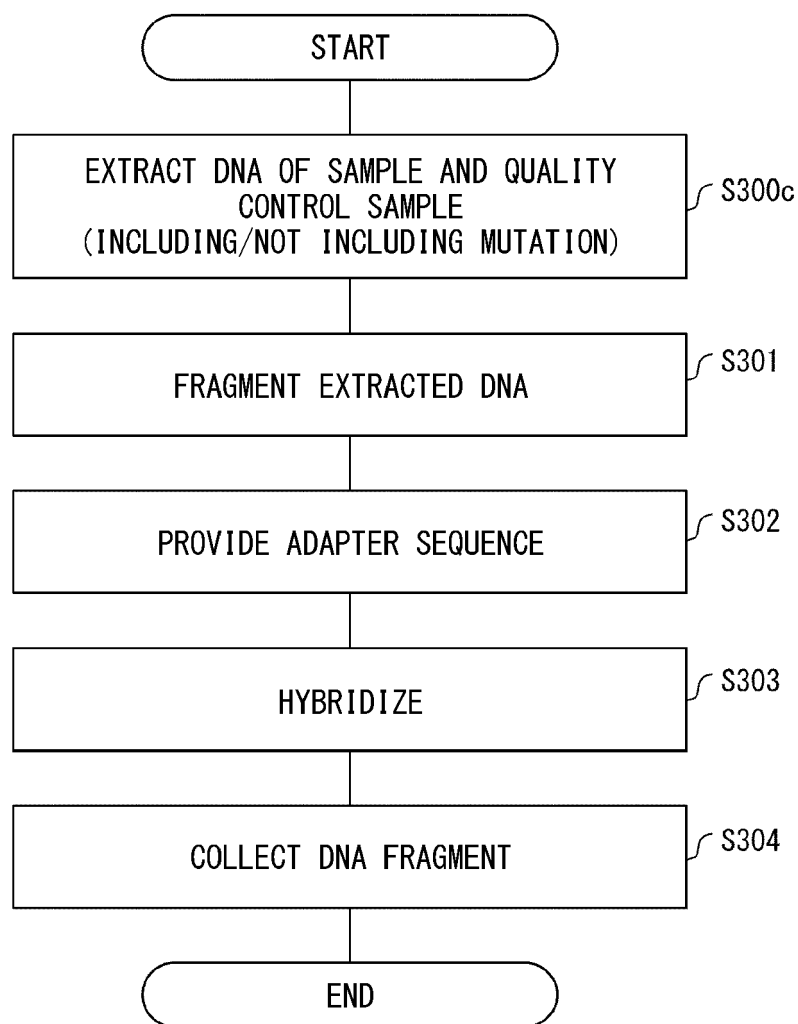 START
EXTRACT DNA OF SAMPLE AND QUALITY
CONTROL SAMPLE
(INCLUDING/NOT INCLUDING MUTATION)
S300c
FRAGMENT EXTRACTED DNA
S301
PROVIDE ADAPTER SEQUENCE
S302
HYBRIDIZE
S303
COLLECT DNA FRAGMENT
S304
END